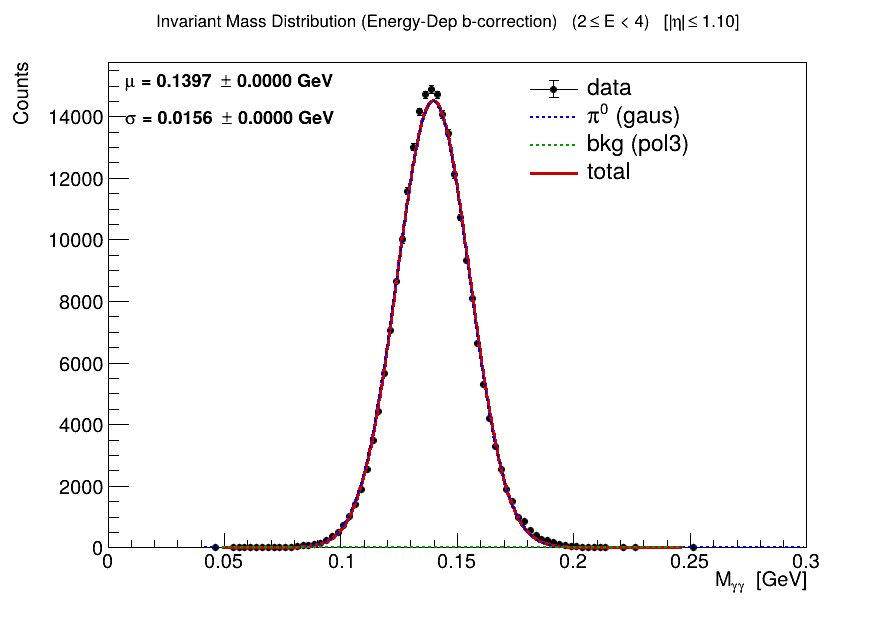 Invariant Mass Distribution (Energy-Dep b-correction) (2 ≤ E < 4) [|η| ≤ 1.10]
Counts
μ = 0.1397 ± 0.0000 GeV
σ = 0.0156 ± 0.0000 GeV
data
π⁰ (gaus)
bkg (pol3)
total
14000
12000
10000
8000
6000
4000
2000
0
0 0.05 0.1 0.15 0.2 0.25 0.3
Mγγ [GeV]